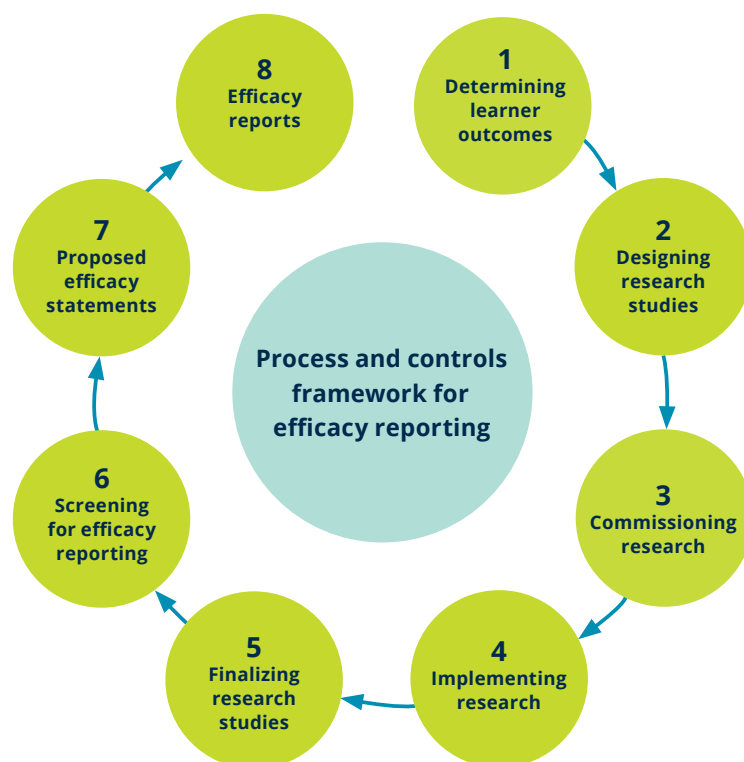 1
Determining
learner
outcomes
2
Designing
research
studies
3
Commissioning
research
4
Implementing
research
5
Finalizing
research
studies
6
Screening
for efficacy
reporting
7
Proposed
efficacy
statements
8
Efficacy
reports
Process and controls
framework for
efficacy reporting